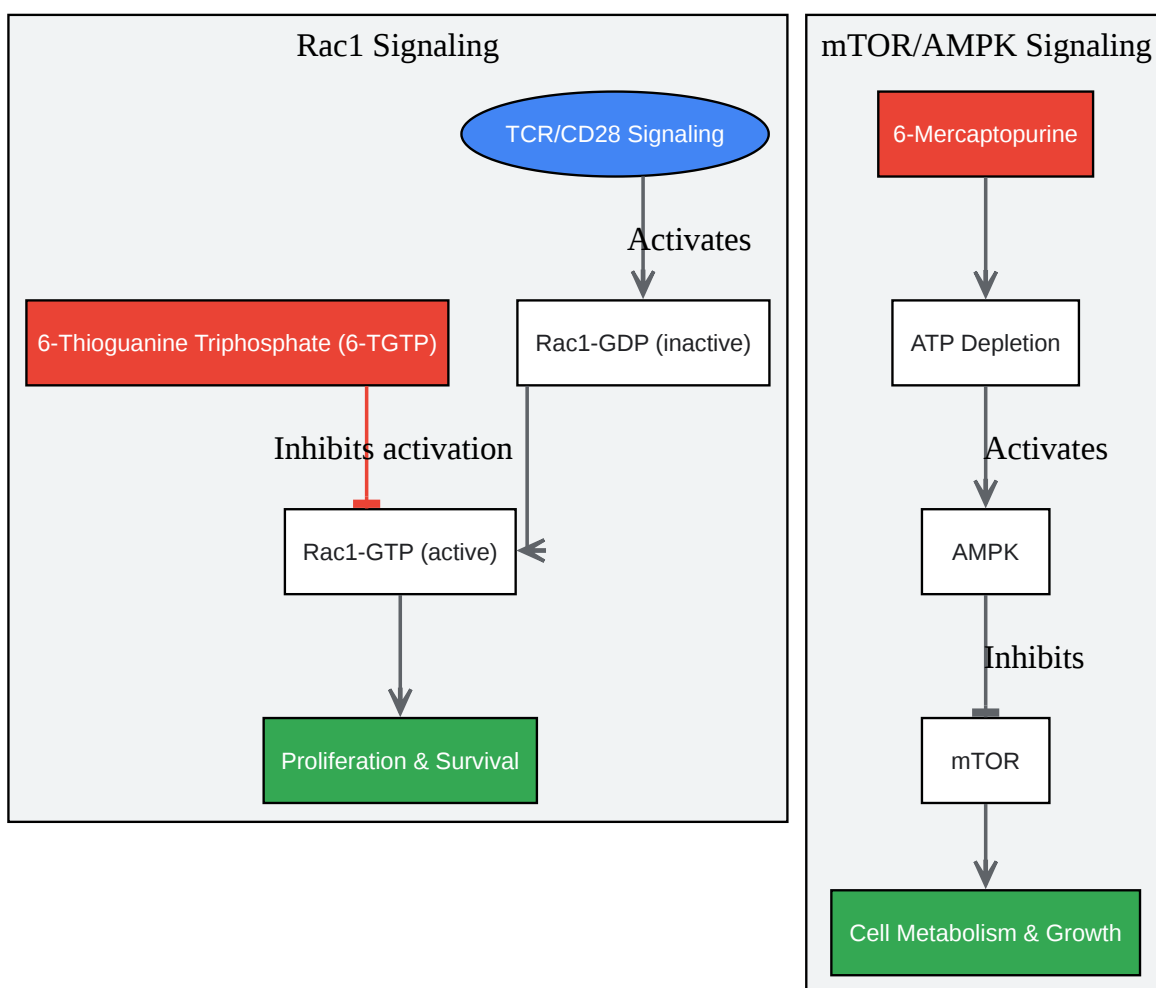 Rac1 Signaling
TCR/CD28 Signaling
Activates
6-Thioguanine Triphosphate (6-TGTP)
Rac1-GDP (inactive)
Inhibits activation
Rac1-GTP (active)
Proliferation & Survival
mTOR/AMPK Signaling
6-Mercaptopurine
ATP Depletion
Activates
AMPK
Inhibits
mTOR
Cell Metabolism & Growth